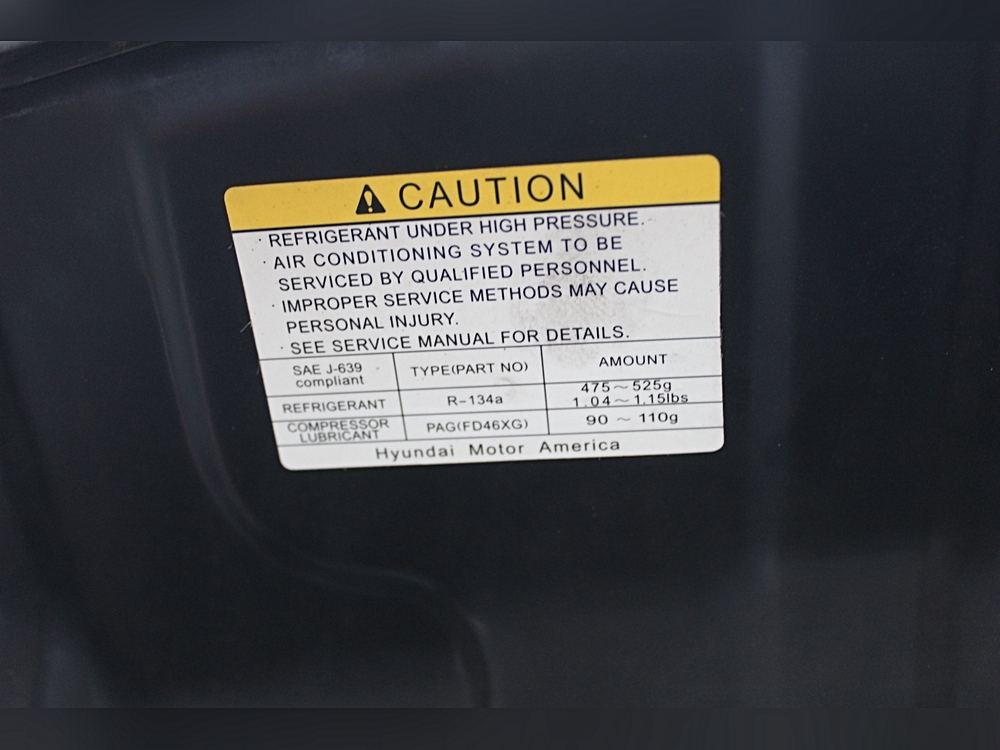 ⚠ CAUTION
· REFRIGERANT UNDER HIGH PRESSURE.
· AIR CONDITIONING SYSTEM TO BE
SERVICED BY QUALIFIED PERSONNEL.
· IMPROPER SERVICE METHODS MAY CAUSE
PERSONAL INJURY.
· SEE SERVICE MANUAL FOR DETAILS.
SAE J-639
compliant
TYPE(PART NO)
AMOUNT
REFRIGERANT
R-134a
475～525g
1.04～1.15lbs
COMPRESSOR
LUBRICANT
PAG(FD46XG)
90 ～ 110g
Hyundai Motor America